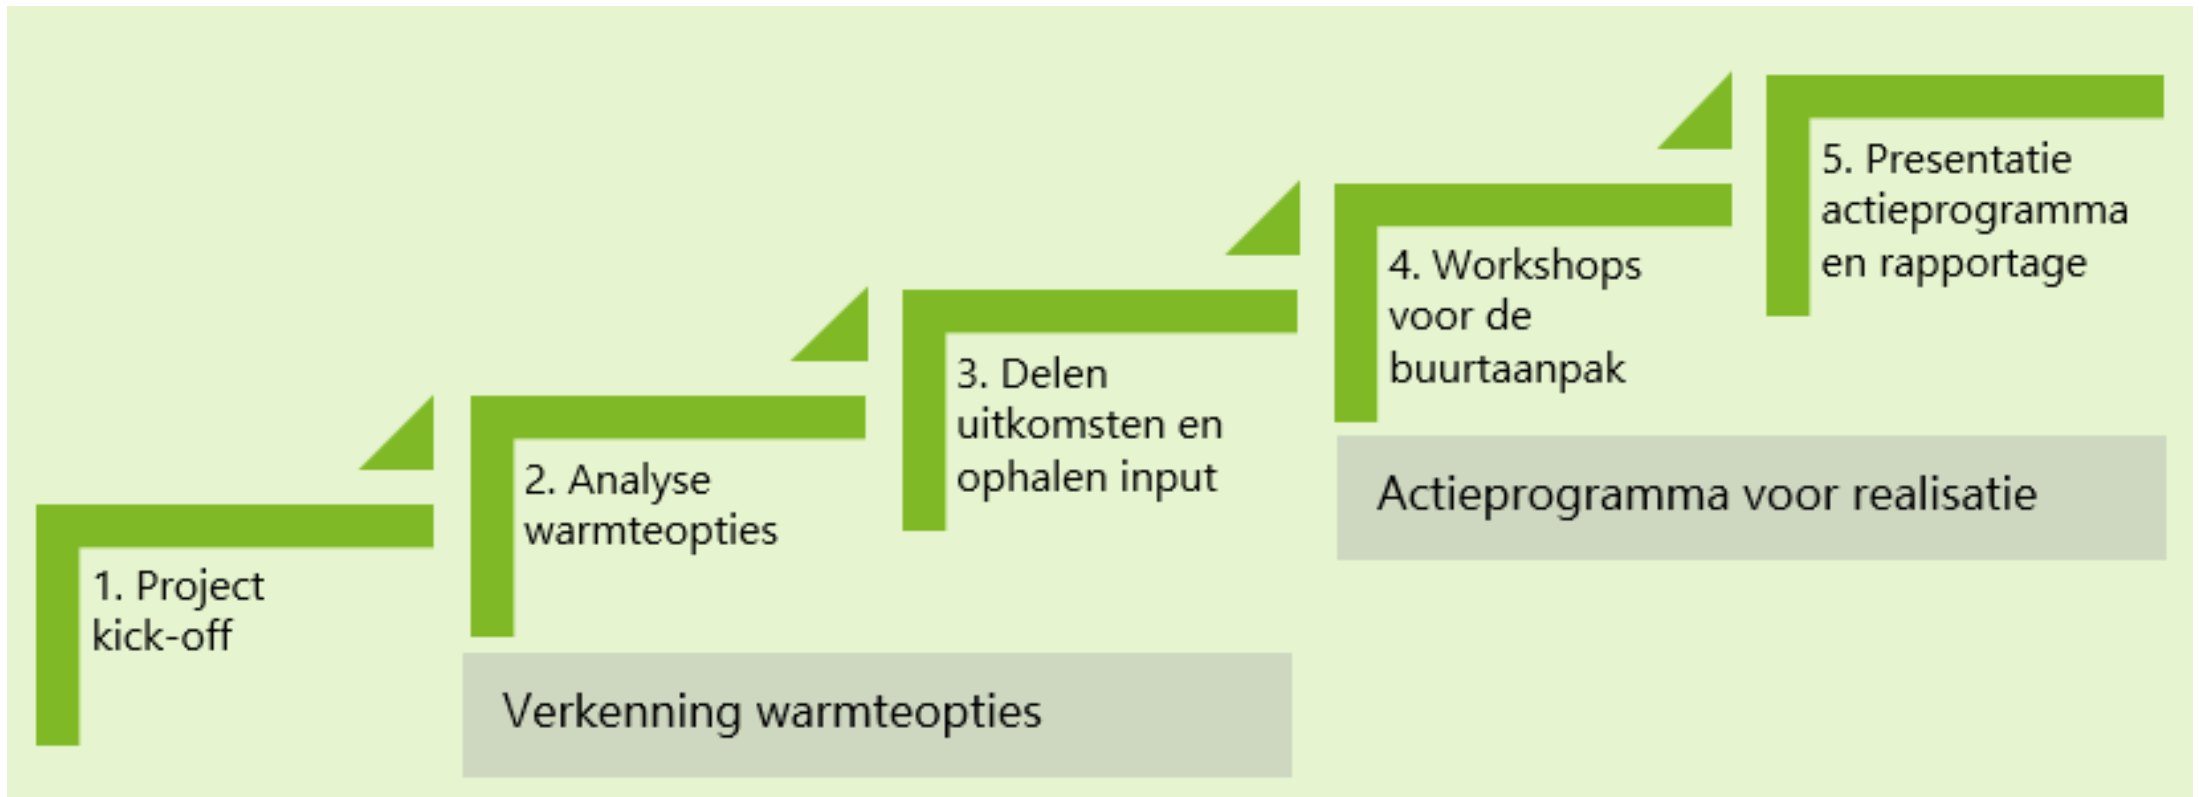 1. Project
kick-off
2. Analyse
warmteopties
Verkenning warmteopties
3. Delen
uitkomsten en
ophalen input
4. Workshops
voor de
buurtaanpak
5. Presentatie
actieprogramma
en rapportage
Actieprogramma voor realisatie